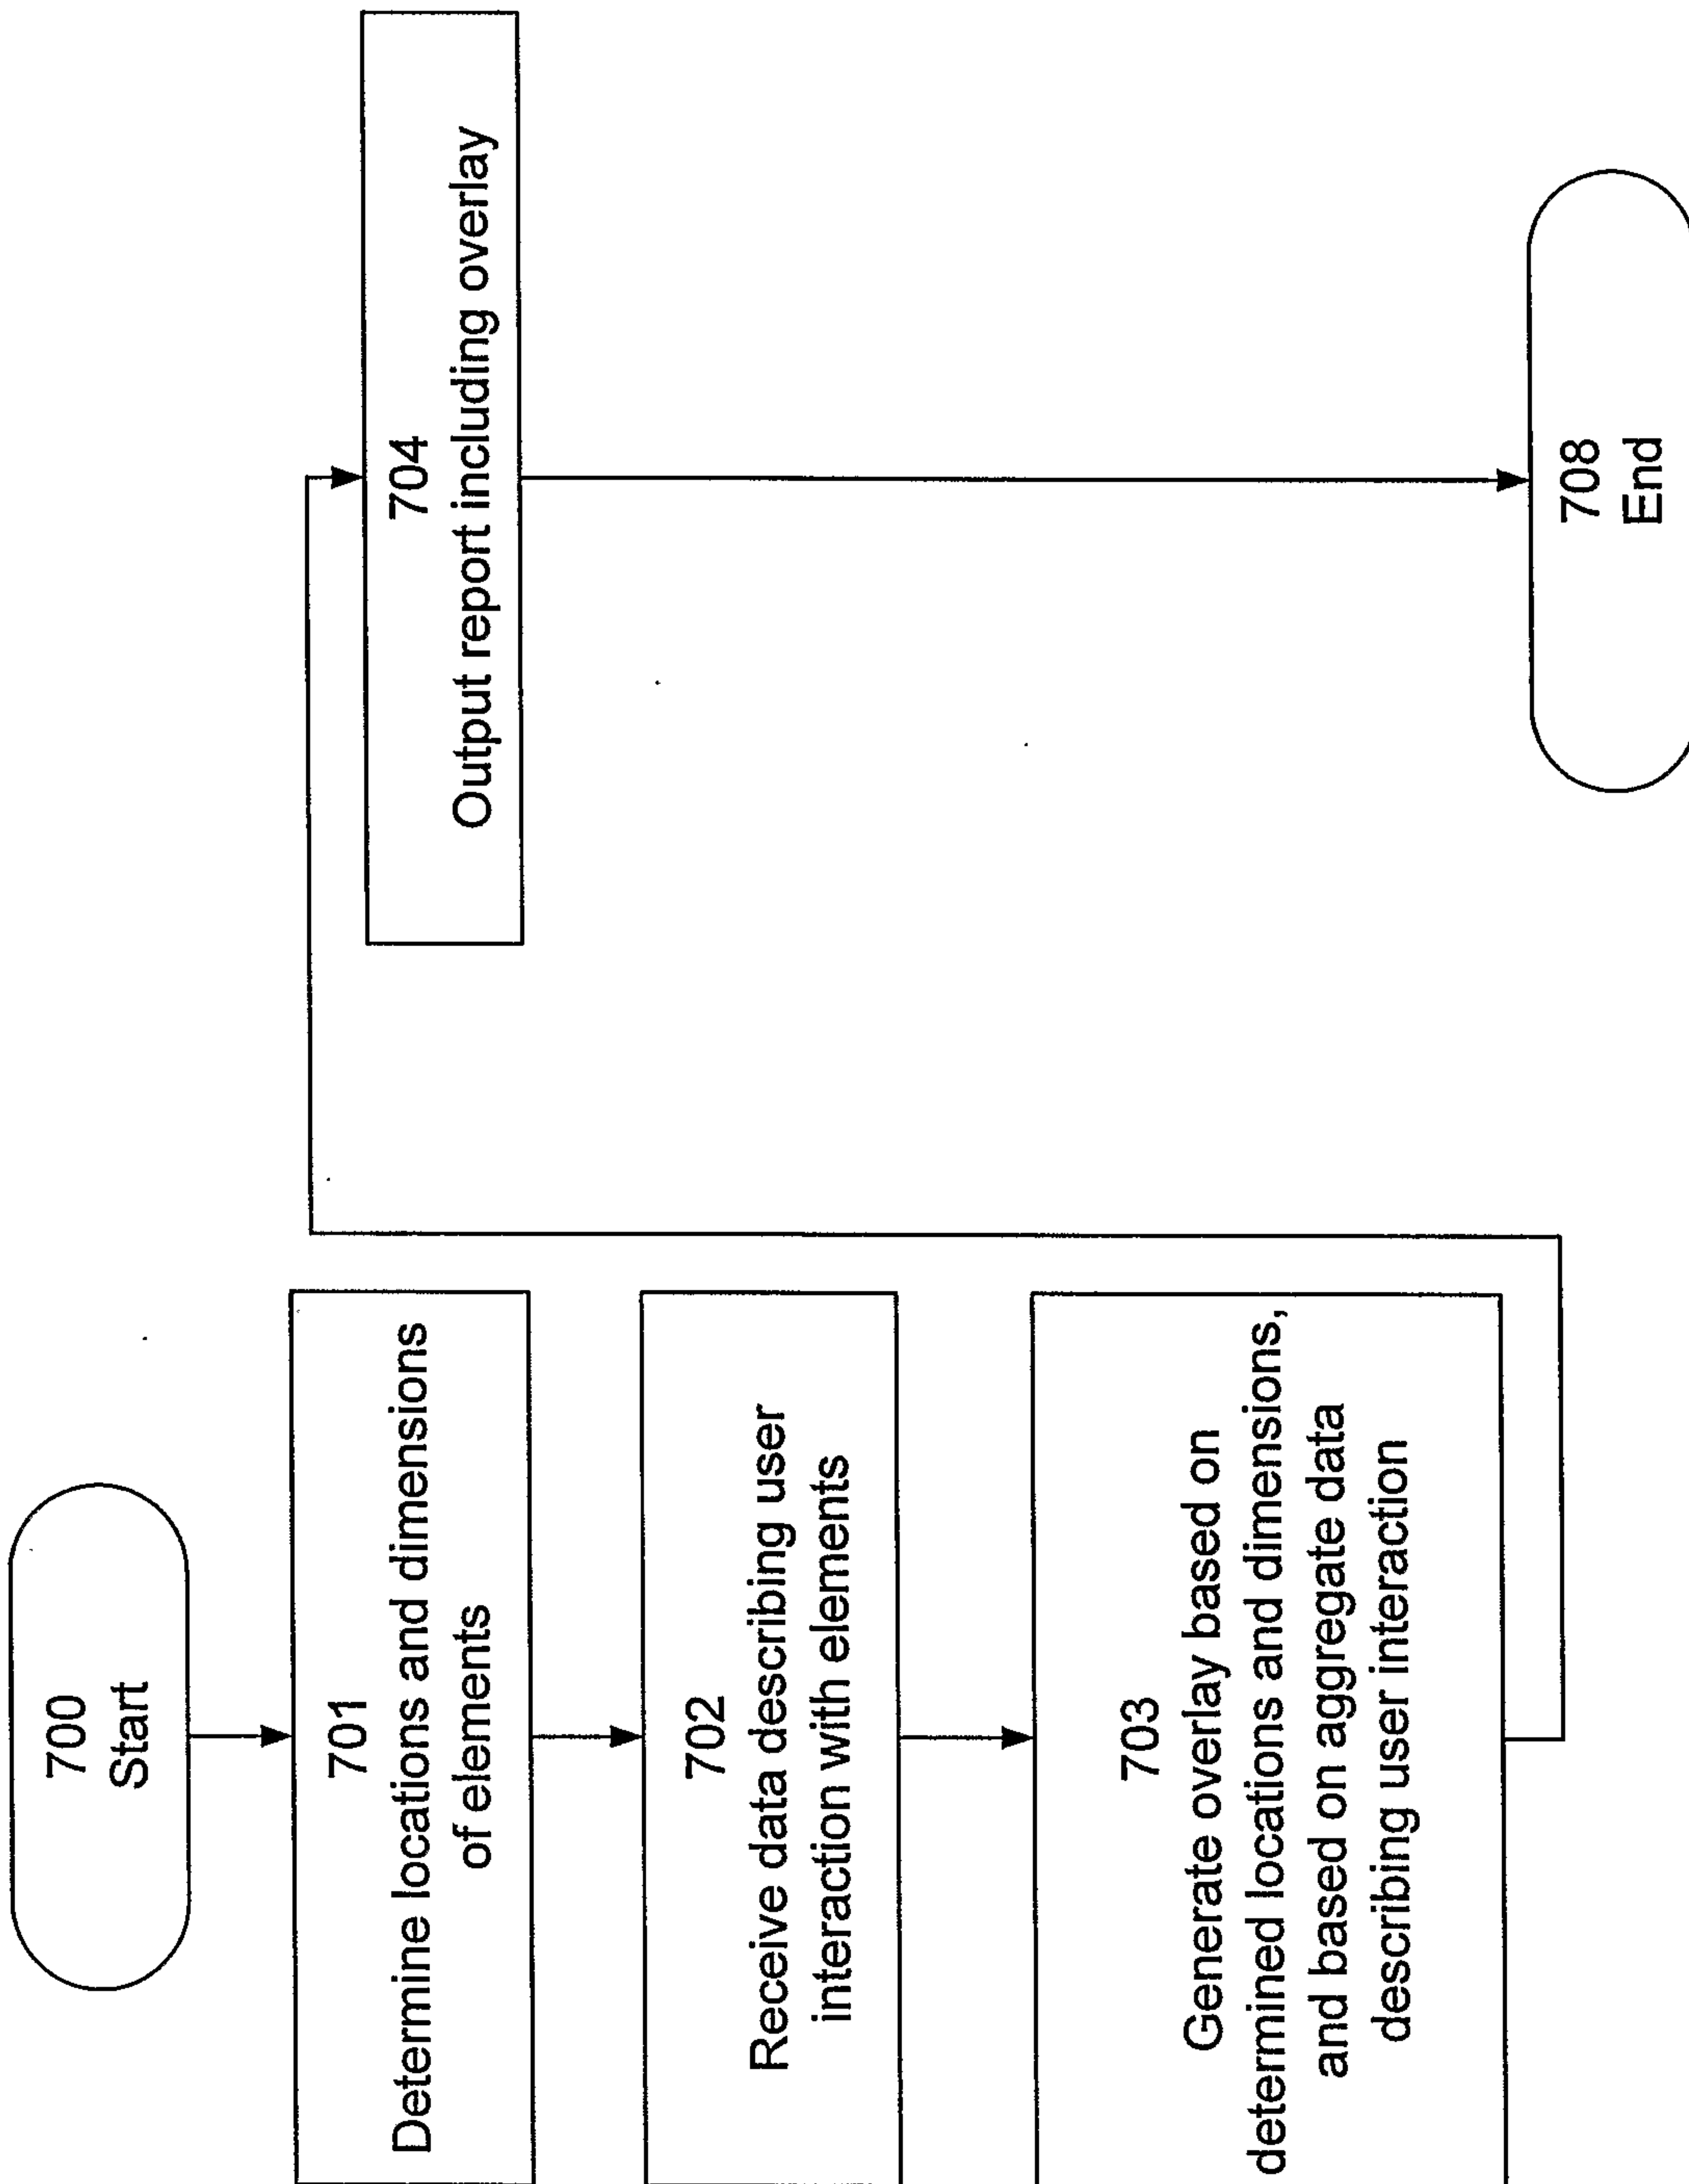 700
Start
701
Determine locations and dimensions
of elements
702
Receive data describing user
interaction with elements
703
Generate overlay based on
determined locations and dimensions,
and based on aggregate data
describing user interaction
704
Output report including overlay
708
End